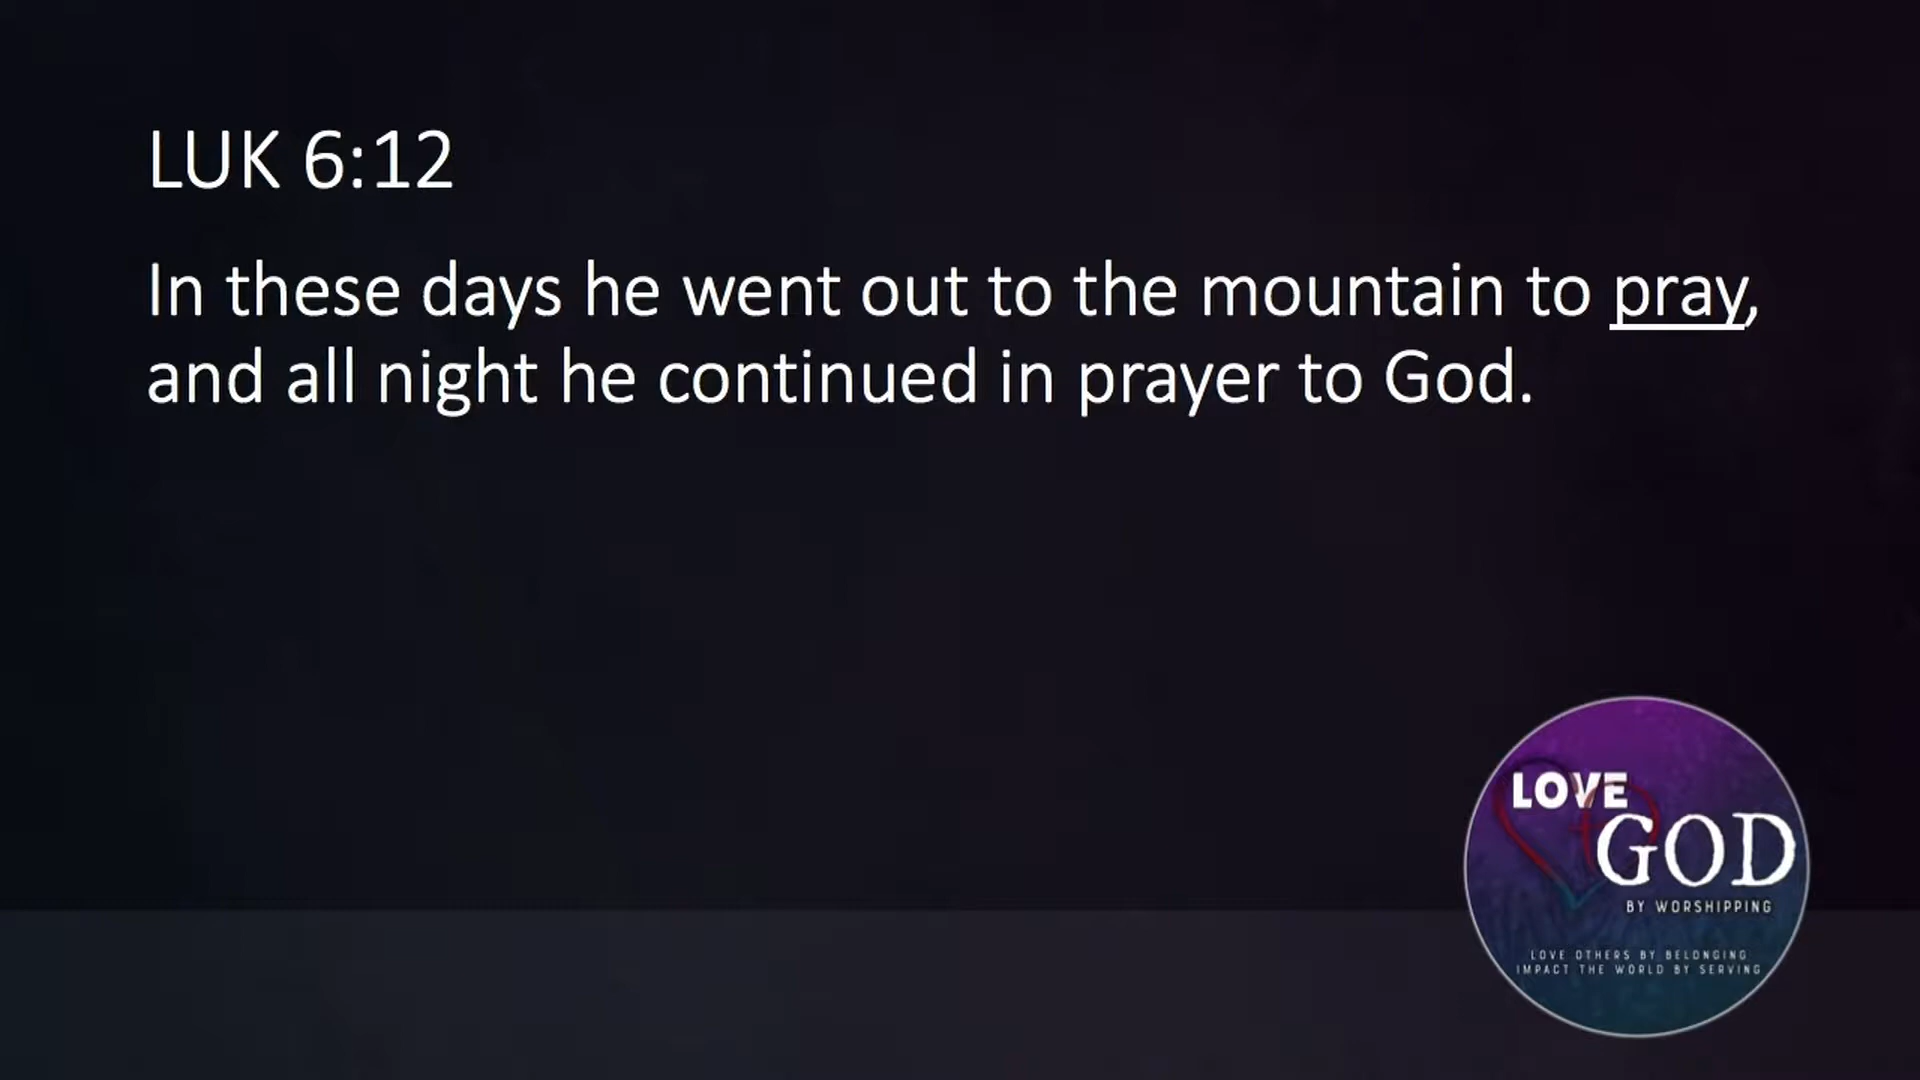 LUK 6:12
In these days he went out to the mountain to pray,
and all night he continued in prayer to God.
LOVE
GOD
BY WORSHIPPING
LOVE OTHERS BY BELONGING
IMPACT THE WORLD BY SERVING